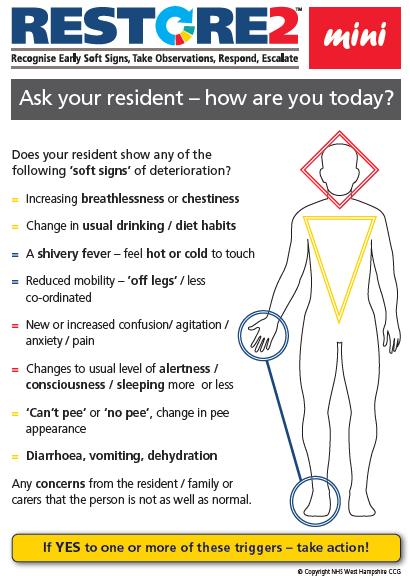 RESTORE2™
mini
Recognise Early Soft Signs, Take Observations, Respond, Escalate
Ask your resident – how are you today?
Does your resident show any of the
following 'soft signs' of deterioration?
= Increasing breathlessness or chestiness
= Change in usual drinking / diet habits
= A shivery fever – feel hot or cold to touch
= Reduced mobility – 'off legs' / less
co-ordinated
= New or increased confusion/ agitation /
anxiety / pain
= Changes to usual level of alertness /
consciousness / sleeping more or less
= 'Can't pee' or 'no pee', change in pee
appearance
= Diarrhoea, vomiting, dehydration
Any concerns from the resident / family or
carers that the person is not as well as normal.
If YES to one or more of these triggers – take action!
© Copyright NHS West Hampshire CCG